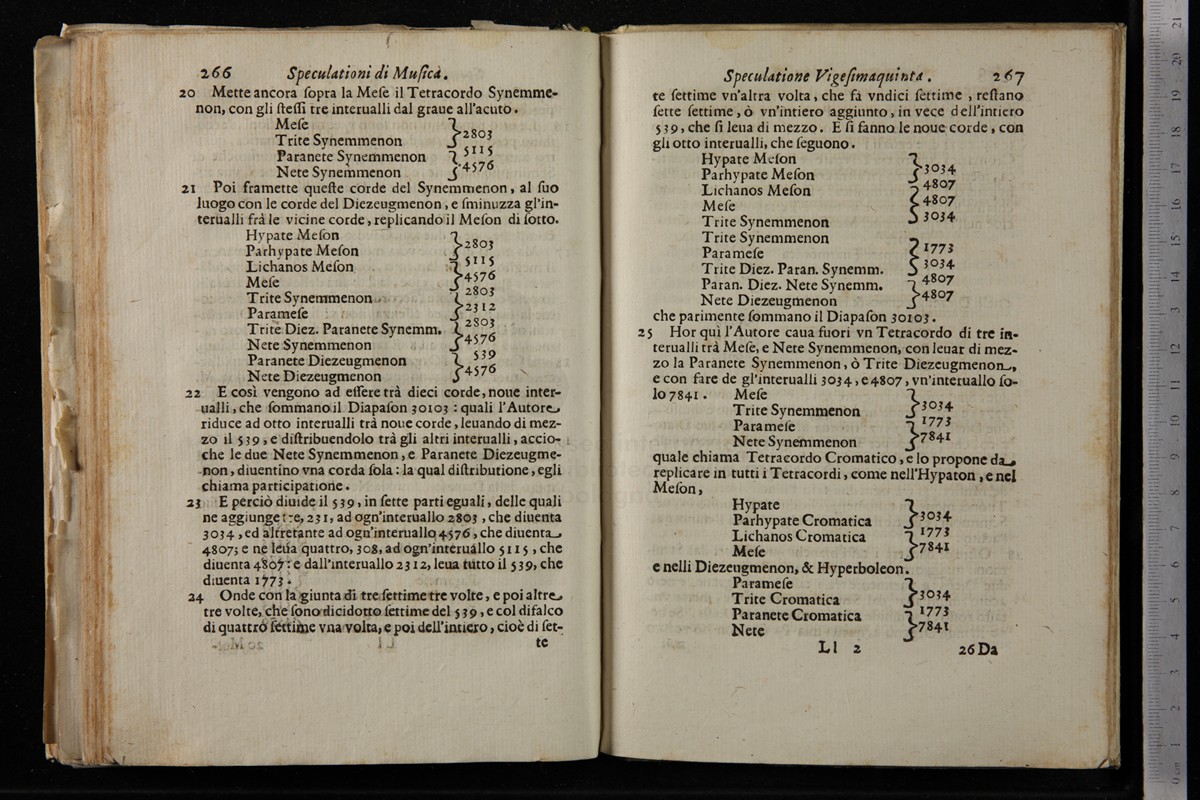 266 Speculationi di Muſica.
20 Mette ancora ſopra la Meſe il Tetracordo Synemme-
non, con gli ſteſſi tre interualli dal graue all'acuto.
Meſe
2803
Trite Synemmenon
5115
Paranete Synemmenon
4576
Nete Synemmenon
21 Poi framette queſte corde del Synemmenon, al ſuo
luogo con le corde del Diezeugmenon, e ſminuzza gl'in-
terualli frà le vicine corde, replicando il Meſon di ſotto.
Hypate Meſon
2803
Parhypate Meſon
5115
Lichanos Meſon
4576
Meſe
2803
Trite Synemmenon
2312
Parameſe
2803
Trite Diez. Paranete Synemm.
4576
Nete Synemmenon
539
Paranete Diezeugmenon
4576
Nete Diezeugmenon
22 E così vengono ad eſſere trà dieci corde, noue inter-
ualli, che ſommano il Diapaſon 30103 : quali l'Autore
riduce ad otto interualli trà noue corde, leuando di mez-
zo il 539, e diſtribuendolo trà gli altri interualli, accio-
che le due Nete Synemmenon, e Paranete Diezeugme-
non, diuentino vna corda ſola : la qual diſtributione, egli
chiama participatione.
23 E perciò diuide il 539, in ſette parti eguali, delle quali
ne aggiunge tre, 231, ad ogn'interuallo 2803, che diuenta
3034, ed altretante ad ogn'interuallo 4576, che diuenta
4807; e ne leua quattro, 308, ad ogn'interuallo 5115, che
diuenta 4807: e dall'interuallo 2312, leua tutto il 539, che
diuenta 1773.
24 Onde con la giunta di tre ſettime tre volte, e poi altre
tre volte, che ſono dicidotto ſettime del 539, e col difalco
di quattro ſettime vna volta, e poi dell'intiero, cioè di ſet-
te
Speculatione Vigeſimaquinta. 267
te ſettime vn'altra volta, che fà vndici ſettime, reſtano
ſette ſettime, ò vn'intiero aggiunto, in vece dell'intiero
539, che ſi leua di mezzo. E ſi fanno le noue corde, con
gli otto interualli, che ſeguono.
Hypate Meſon
3034
Parhypate Meſon
4807
Lichanos Meſon
4807
Meſe
3034
Trite Synemmenon
Trite Synemmenon
1773
Parameſe
3034
Trite Diez. Paran. Synemm.
4807
Paran. Diez. Nete Synemm.
4807
Nete Diezeugmenon
che parimente ſommano il Diapaſon 30103.
25 Hor quì l'Autore caua fuori vn Tetracordo di tre in-
terualli trà Meſe, e Nete Synemmenon, con leuar di mez-
zo la Paranete Synemmenon, ò Trite Diezeugmenon,
e con fare de gl'interualli 3034, e 4807, vn'interuallo ſo-
lo 7841. Meſe
3034
Trite Synemmenon
1773
Parameſe
7841
Nete Synemmenon
quale chiama Tetracordo Cromatico, e lo propone da
replicare in tutti i Tetracordi, come nell'Hypaton, e nel
Meſon,
Hypate
3034
Parhypate Cromatica
1773
Lichanos Cromatica
7841
Meſe
e nelli Diezeugmenon, & Hyperboleon.
Parameſe
3034
Trite Cromatica
1773
Paranete Cromatica
7841
Nete
Ll 2 26 Da